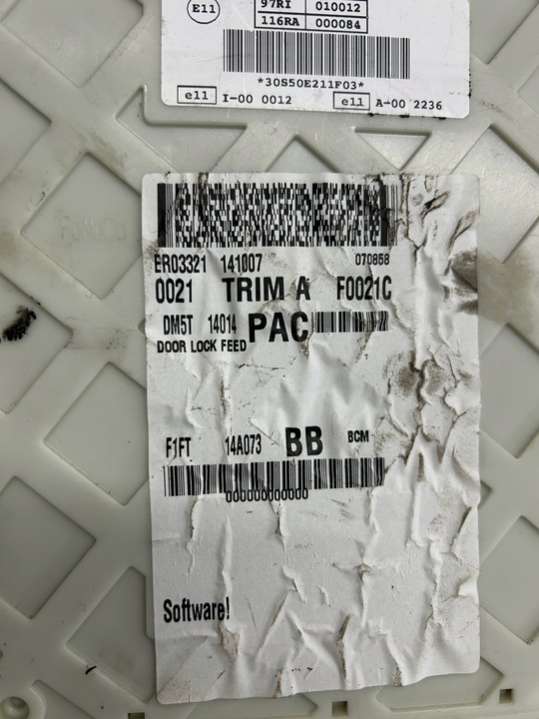 E11 97RI 010012
116RA 000084
*30S50E211F03*
e11 I-00 0012 e11 A-00 2236
ER03321 141007 070858
0021 TRIM A F0021C
DM5T 14014 PAC
DOOR LOCK FEED
F1FT 14A073 BB BCM
000000000000
Software!